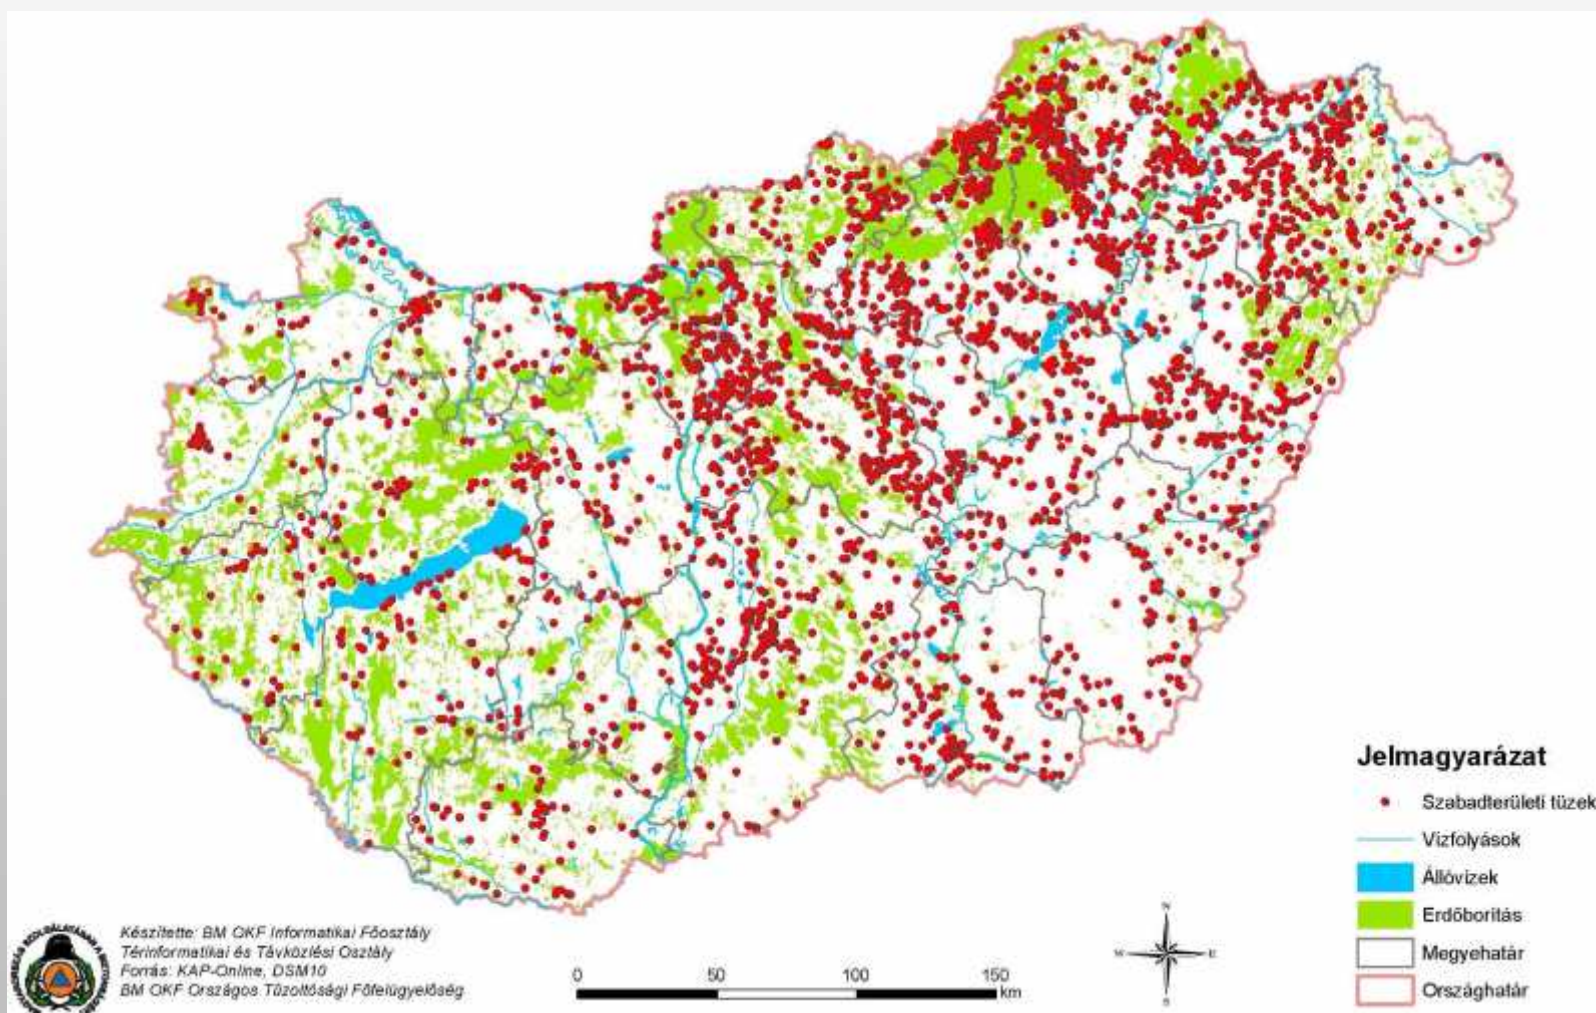 Jelmagyarázat
Szabadterületi tüzek
Vízfolyások
Állóvizek
Erdőborítás
Megyehatár
Országhatár
Készítette: BM OKF Informatikai Főosztály
Térinformatikai és Távközlési Osztály
Forrás: KAP-Online, DSM10
BM OKF Országos Tűzoltósági Főfelügyelőség
0 50 100 150
km
N
W E
S